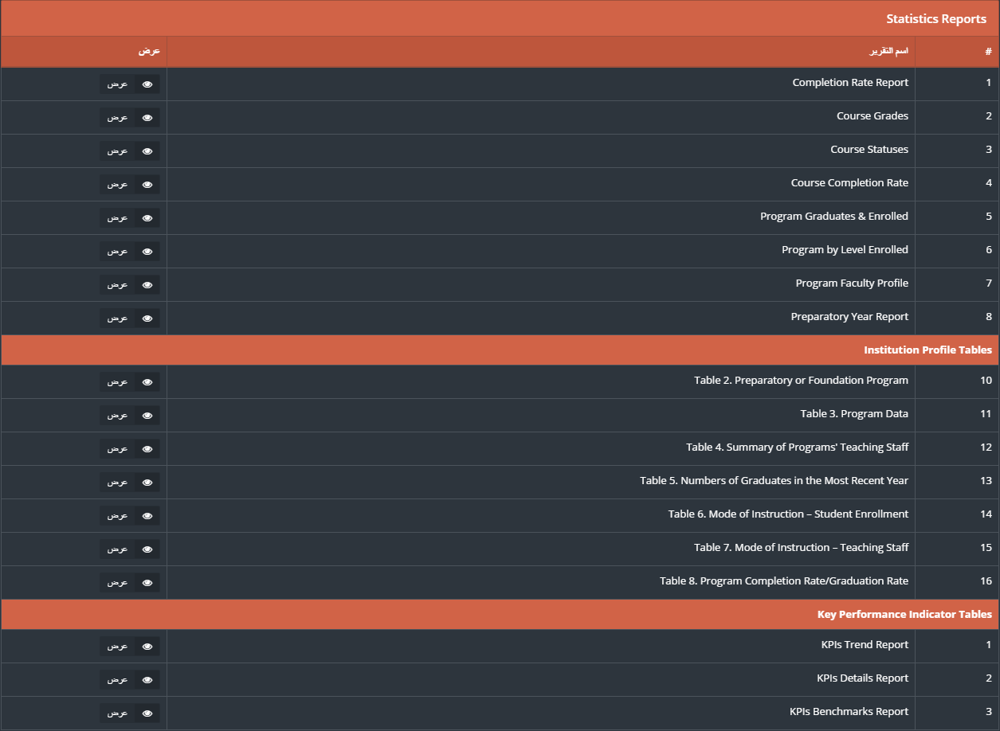 Statistics Reports
# اسم التقرير عرض
1 Completion Rate Report عرض
2 Course Grades عرض
3 Course Statuses عرض
4 Course Completion Rate عرض
5 Program Graduates & Enrolled عرض
6 Program by Level Enrolled عرض
7 Program Faculty Profile عرض
8 Preparatory Year Report عرض
Institution Profile Tables
10 Table 2. Preparatory or Foundation Program عرض
11 Table 3. Program Data عرض
12 Table 4. Summary of Programs' Teaching Staff عرض
13 Table 5. Numbers of Graduates in the Most Recent Year عرض
14 Table 6. Mode of Instruction – Student Enrollment عرض
15 Table 7. Mode of Instruction – Teaching Staff عرض
16 Table 8. Program Completion Rate/Graduation Rate عرض
Key Performance Indicator Tables
1 KPIs Trend Report عرض
2 KPIs Details Report عرض
3 KPIs Benchmarks Report عرض